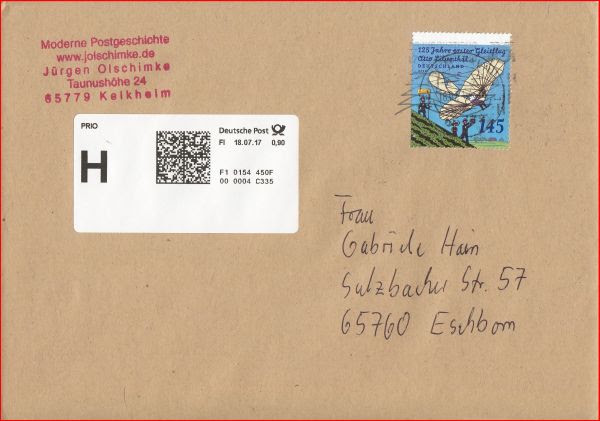 Moderne Postgeschichte
www.jolschimke.de
Jürgen Olschimke
Taunushöhe 24
65779 Kelkheim
125 Jahre erster Gleitflug
Otto Lilienthal
DEUTSCHLAND
145
PRIO
H
Deutsche Post
FI 18.07.17 0,90
F1 0154 450F
00 0004 C335
Frau
Gabriele Hain
Sulzbacher Str. 57
65760 Eschborn